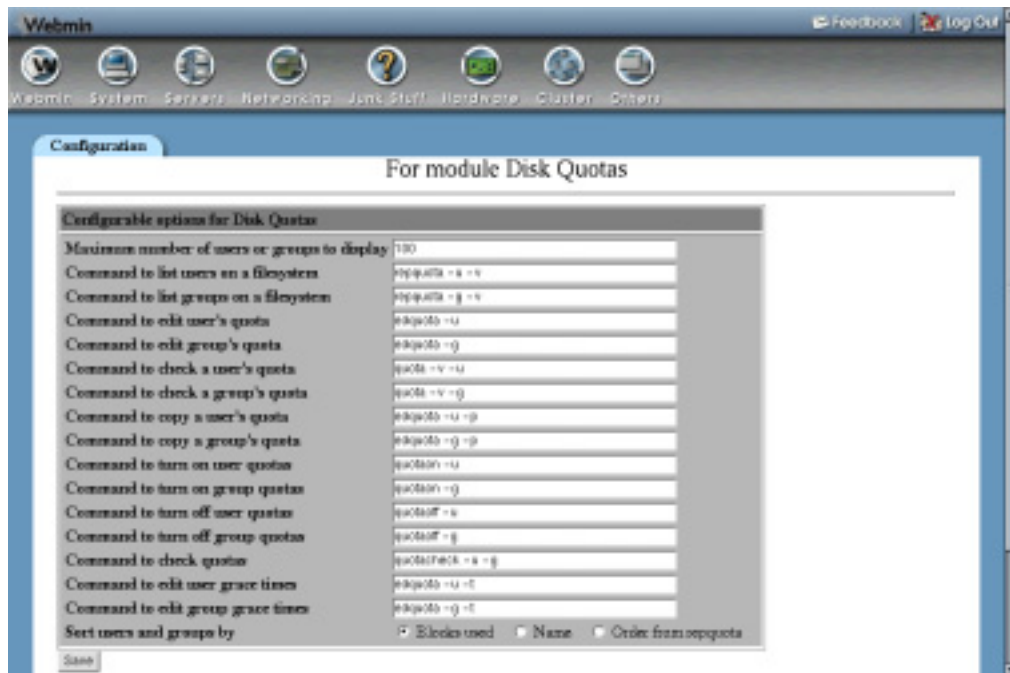 Webmin
Feedback Log Out
Webmin System Servers Networking Junk Stuff Hardware Cluster Others
Configuration
For module Disk Quotas
Configurable options for Disk Quotas
Maximum number of users or groups to display 100
Command to list users on a filesystem repquota -u -v
Command to list groups on a filesystem repquota -g -v
Command to edit user's quota edquota -u
Command to edit group's quota edquota -g
Command to check a user's quota quota -v -u
Command to check a group's quota quota -v -g
Command to copy a user's quota edquota -u -p
Command to copy a group's quota edquota -g -p
Command to turn on user quotas quotaon -u
Command to turn on group quotas quotaon -g
Command to turn off user quotas quotaoff -u
Command to turn off group quotas quotaoff -g
Command to check quotas quotacheck -u -g
Command to edit user grace times edquota -u -t
Command to edit group grace times edquota -g -t
Sort users and groups by Blocks used Name Order from repquota
Save